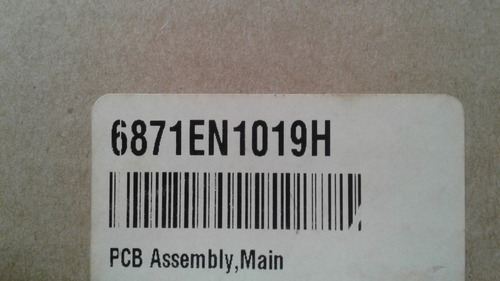 6871EN1019H
PCB Assembly,Main